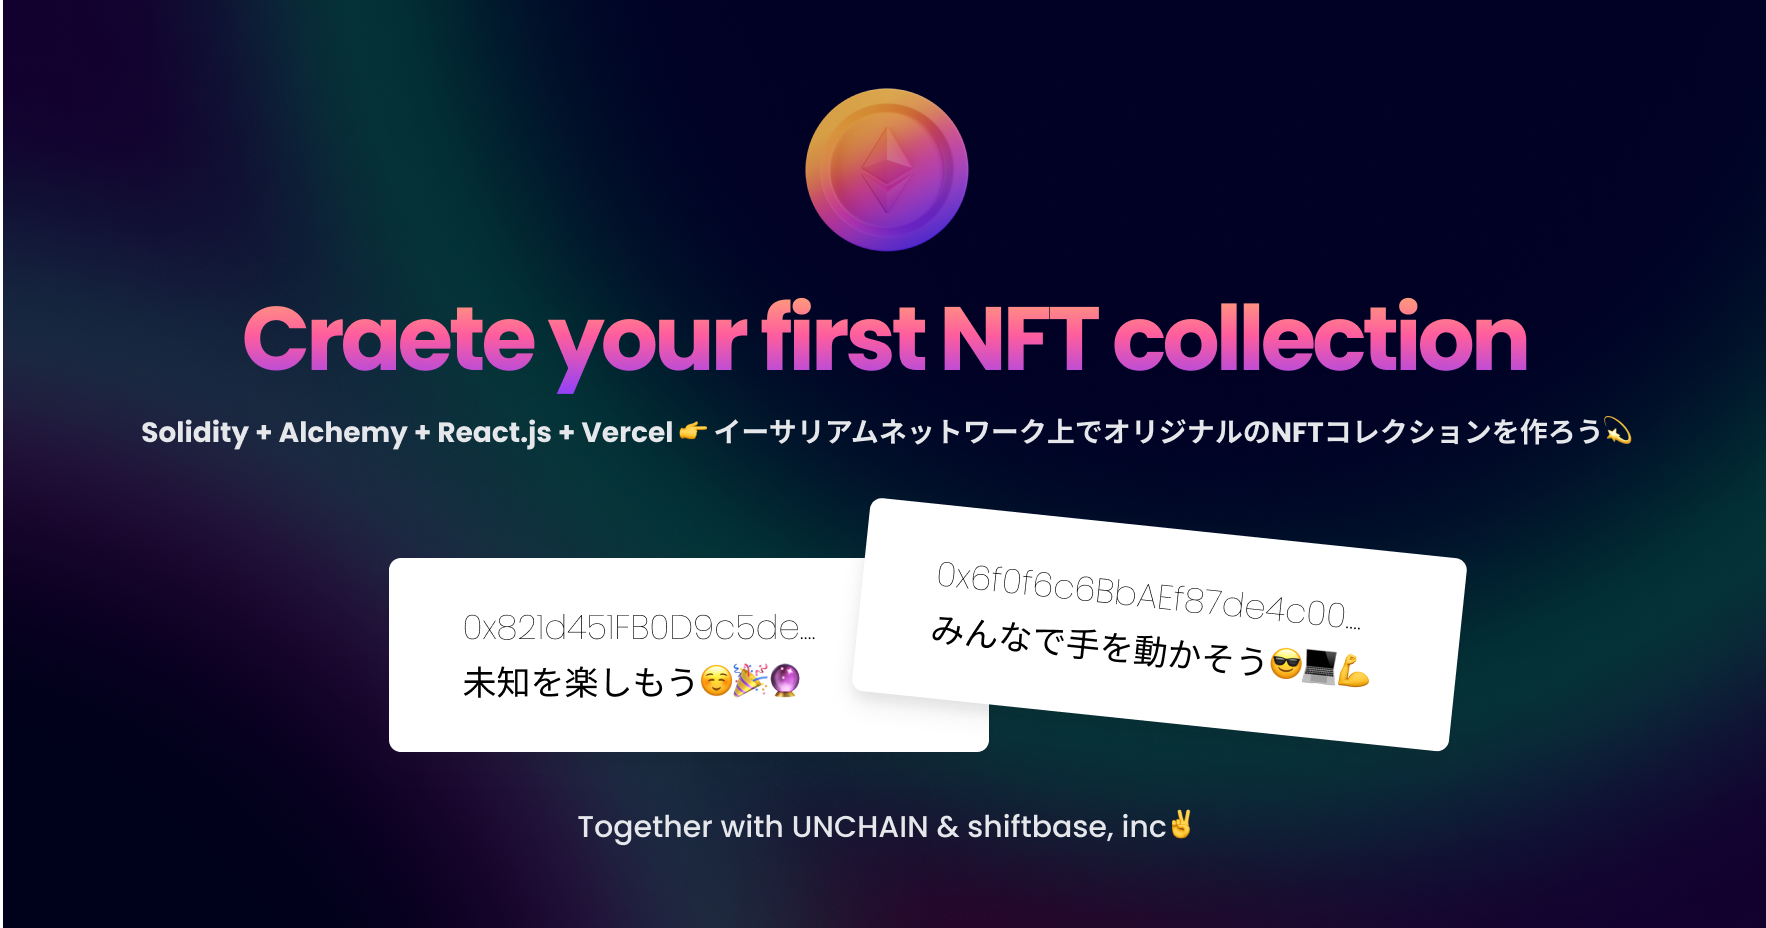 Craete your first NFT collection
Solidity + Alchemy + React.js + Vercel 👉 イーサリアムネットワーク上でオリジナルのNFTコレクションを作ろう💫
0x821d451FB0D9c5de....
未知を楽しもう☺️🎉🔮
0x6f0f6c6BbAEf87de4c00....
みんなで手を動かそう😎💻💪
Together with UNCHAIN & shiftbase, inc✌️